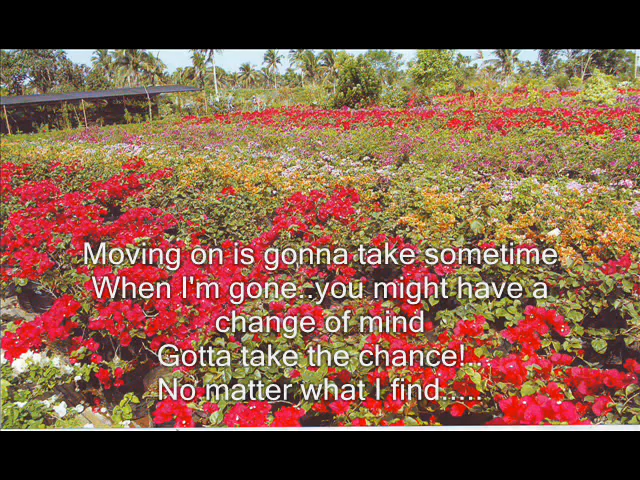 Moving on is gonna take sometime
When I'm gone..you might have a
change of mind
Gotta take the chance!....
No matter what I find.....